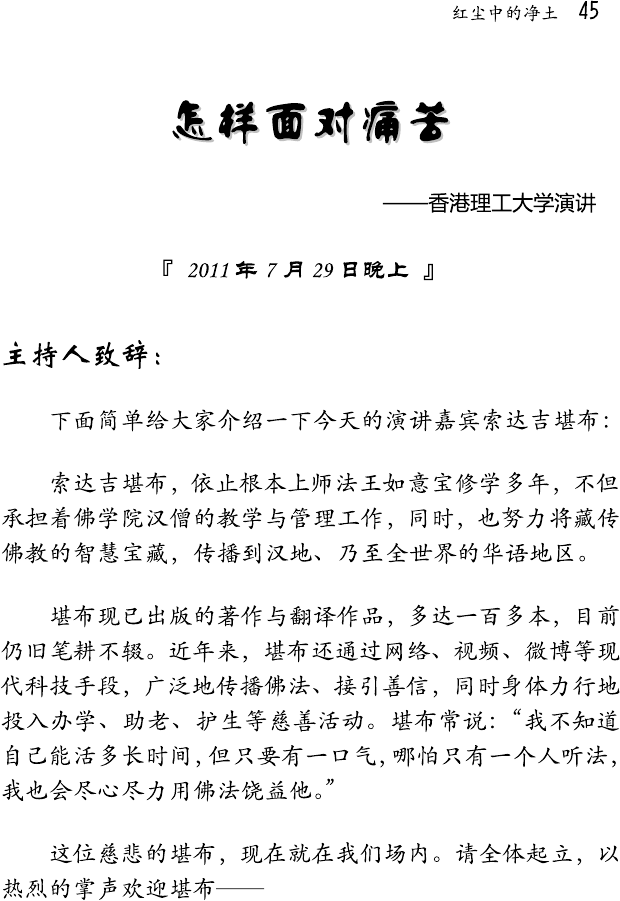 红尘中的净土 45
怎样面对痛苦
——香港理工大学演讲
『 2011年 7 月 29 日晚上 』
主持人致辞：
下面简单给大家介绍一下今天的演讲嘉宾索达吉堪布：
索达吉堪布，依止根本上师法王如意宝修学多年，不但
承担着佛学院汉僧的教学与管理工作，同时，也努力将藏传
佛教的智慧宝藏，传播到汉地、乃至全世界的华语地区。
堪布现已出版的著作与翻译作品，多达一百多本，目前
仍旧笔耕不辍。近年来，堪布还通过网络、视频、微博等现
代科技手段，广泛地传播佛法、接引善信，同时身体力行地
投入办学、助老、护生等慈善活动。堪布常说：“我不知道
自己能活多长时间，但只要有一口气，哪怕只有一个人听法，
我也会尽心尽力用佛法饶益他。”
这位慈悲的堪布，现在就在我们场内。请全体起立，以
热烈的掌声欢迎堪布——